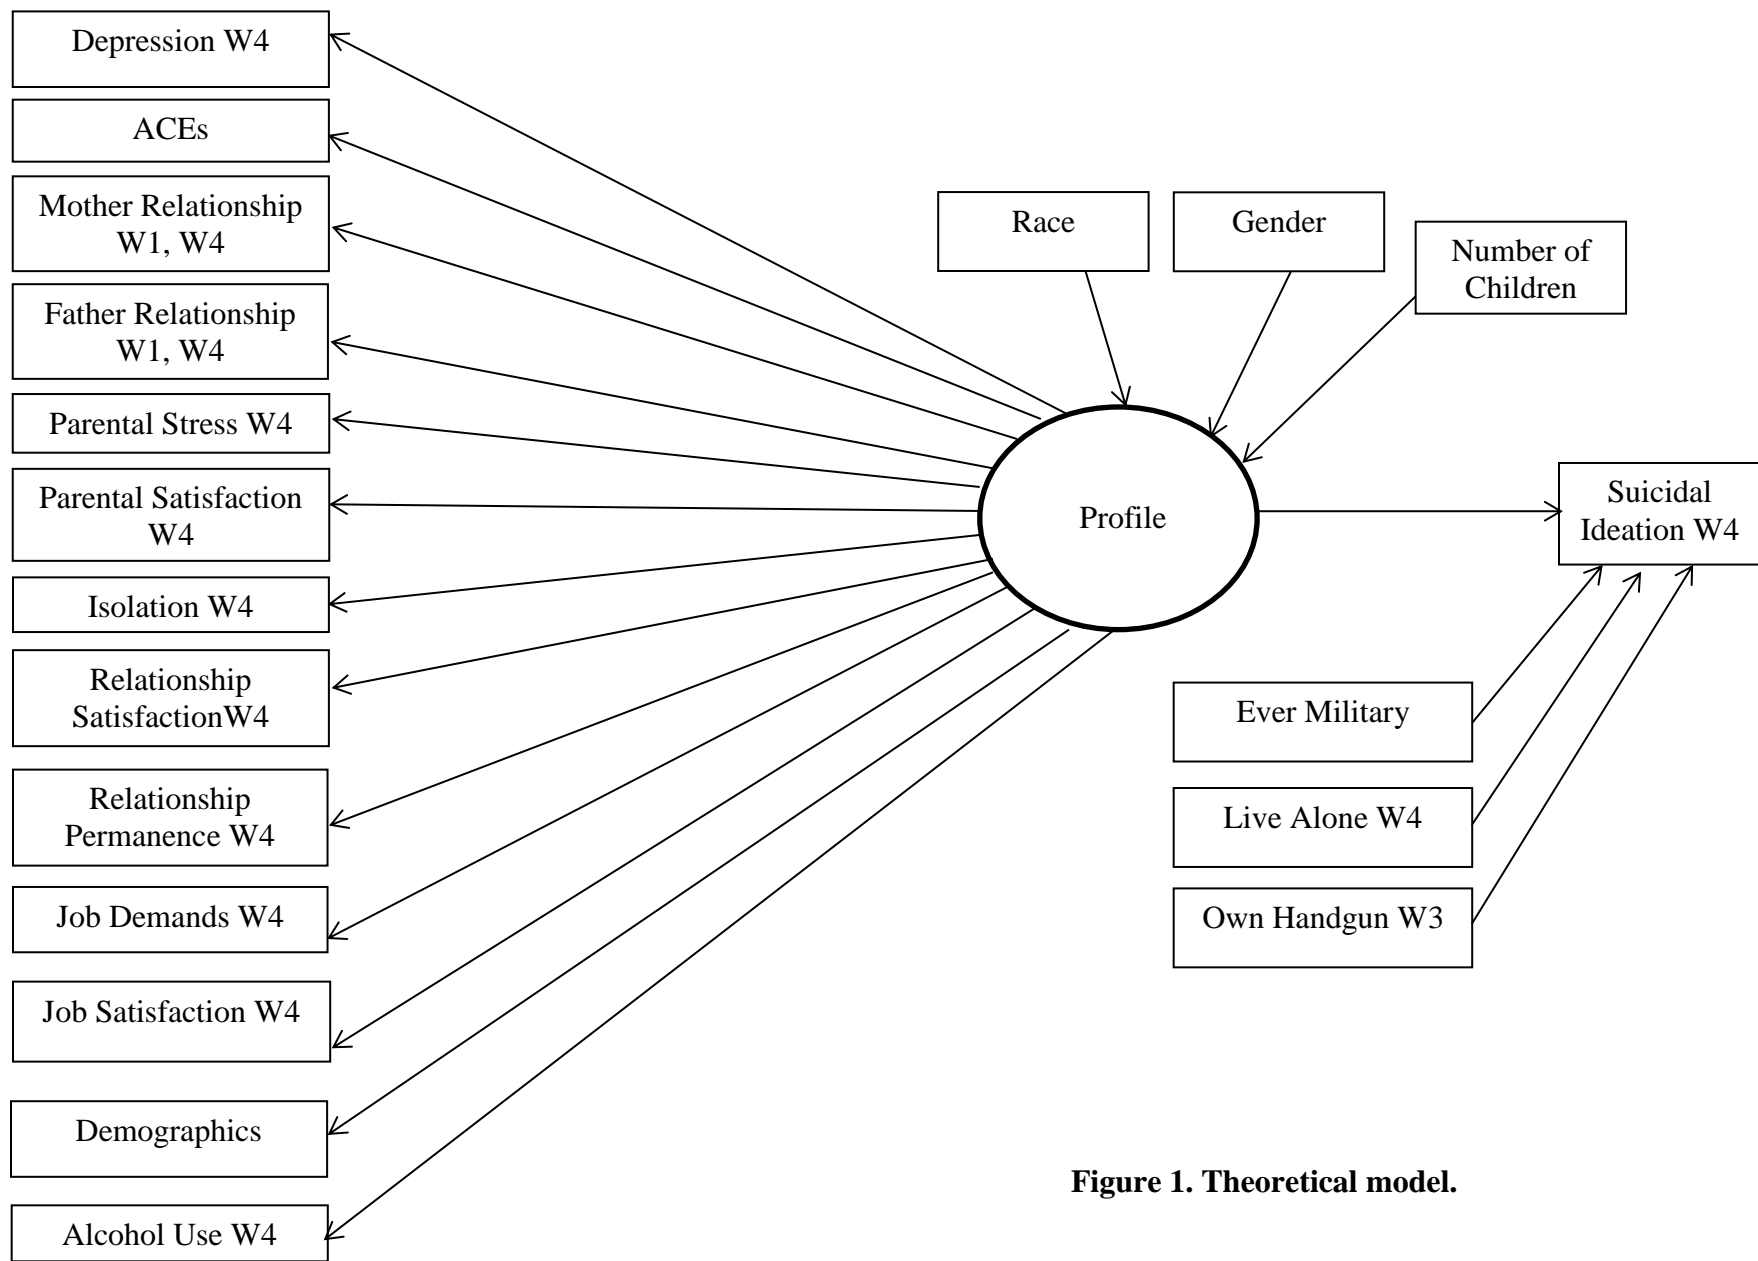 Depression W4
ACEs
Mother Relationship
W1, W4
Father Relationship
W1, W4
Parental Stress W4
Parental Satisfaction
W4
Isolation W4
Relationship
SatisfactionW4
Relationship
Permanence W4
Job Demands W4
Job Satisfaction W4
Demographics
Alcohol Use W4
Race
Gender
Number of
Children
Profile
Suicidal
Ideation W4
Ever Military
Live Alone W4
Own Handgun W3
Figure 1. Theoretical model.